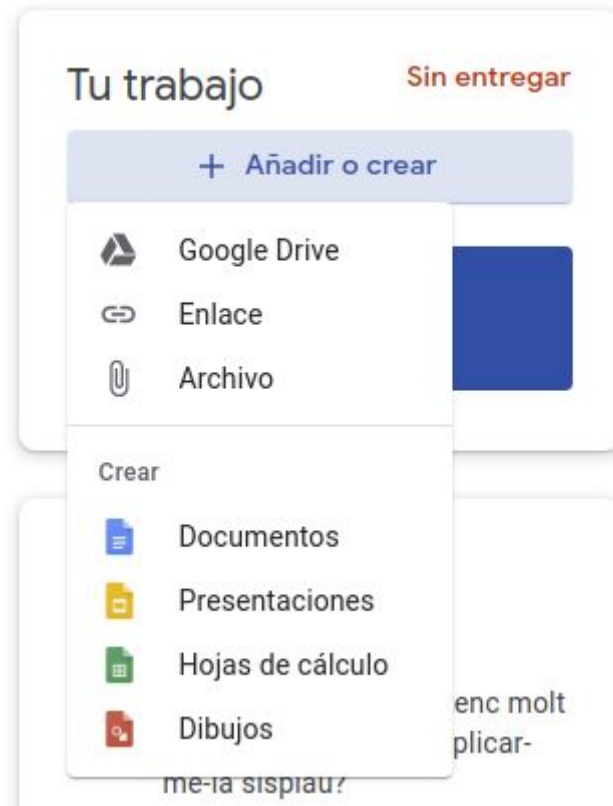 Tu trabajo
Sin entregar
+ Añadir o crear
Google Drive
Enlace
Archivo
Crear
Documentos
Presentaciones
Hojas de cálculo
Dibujos
enc molt
plicar-
me-la sisplau?